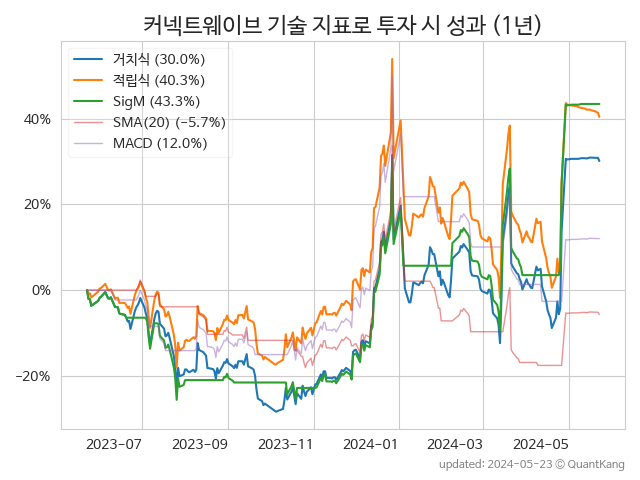 커넥트웨이브 기술 지표로 투자 시 성과 (1년)
거치식 (30.0%)
적립식 (40.3%)
SigM (43.3%)
SMA(20) (−5.7%)
MACD (12.0%)
40%
20%
0%
−20%
2023-07 2023-09 2023-11 2024-01 2024-03 2024-05
updated: 2024-05-23 ⓒ QuantKang